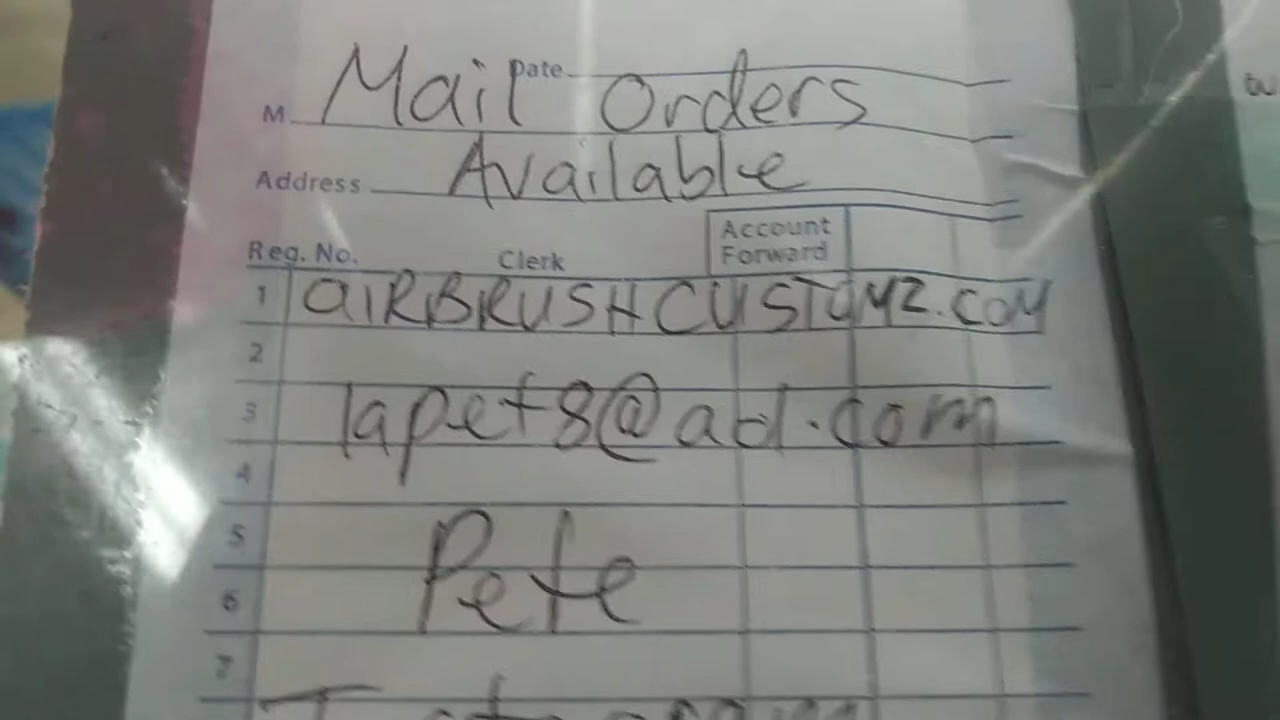 Date
Mail Orders
M
Available
Address
Account
Forward
Reg. No. Clerk
1 aIRBRUSHCUSTOMZ.COM
2
3 lapet8@aol.com
4
5
Pete
6
7